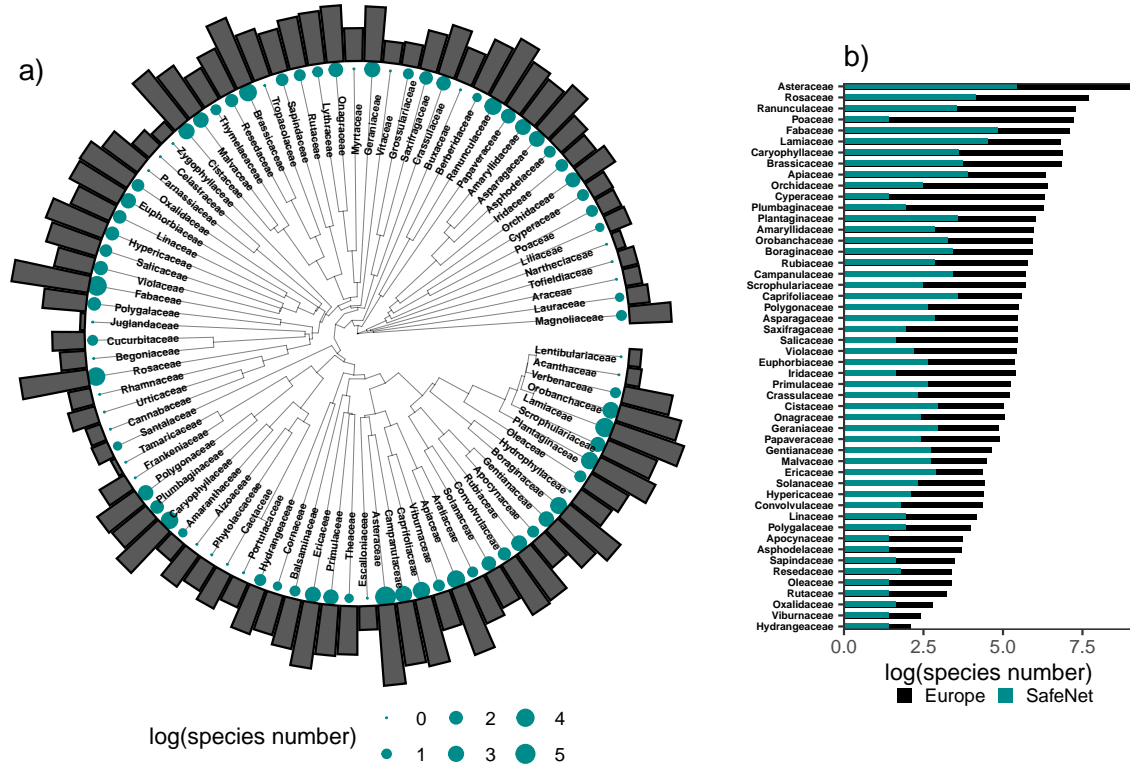 a)
Magnoliaceae
Lauraceae
Araceae
Tofieldiaceae
Nartheciaceae
Liliaceae
Poaceae
Cyperaceae
Orchidaceae
Iridaceae
Asphodelaceae
Asparagaceae
Amaryllidaceae
Papaveraceae
Ranunculaceae
Berberidaceae
Buxaceae
Crassulaceae
Saxifragaceae
Grossulariaceae
Vitaceae
Geraniaceae
Myrtaceae
Onagraceae
Lythraceae
Rutaceae
Sapindaceae
Tropaeolaceae
Brassicaceae
Resedaceae
Thymelaeaceae
Cistaceae
Malvaceae
Zygophyllaceae
Celastraceae
Parnassiaceae
Oxalidaceae
Euphorbiaceae
Linaceae
Hypericaceae
Salicaceae
Violaceae
Fabaceae
Polygalaceae
Juglandaceae
Cucurbitaceae
Begoniaceae
Rosaceae
Rhamnaceae
Urticaceae
Cannabaceae
Santalaceae
Tamaricaceae
Frankeniaceae
Polygonaceae
Plumbaginaceae
Caryophyllaceae
Amaranthaceae
Aizoaceae
Phytolaccaceae
Cactaceae
Portulacaceae
Hydrangeaceae
Cornaceae
Balsaminaceae
Ericaceae
Primulaceae
Theaceae
Escalloniaceae
Asteraceae
Campanulaceae
Caprifoliaceae
Viburnaceae
Apiaceae
Araliaceae
Solanaceae
Convolvulaceae
Rubiaceae
Apocynaceae
Gentianaceae
Boraginaceae
Hydrophyllaceae
Oleaceae
Plantaginaceae
Scrophulariaceae
Lamiaceae
Orobanchaceae
Verbenaceae
Acanthaceae
Lentibulariaceae
log(species number)
0 2 4
1 3 5
b)
Asteraceae
Rosaceae
Ranunculaceae
Poaceae
Fabaceae
Lamiaceae
Caryophyllaceae
Brassicaceae
Apiaceae
Orchidaceae
Cyperaceae
Plumbaginaceae
Plantaginaceae
Amaryllidaceae
Orobanchaceae
Boraginaceae
Rubiaceae
Campanulaceae
Scrophulariaceae
Caprifoliaceae
Polygonaceae
Asparagaceae
Saxifragaceae
Salicaceae
Violaceae
Euphorbiaceae
Iridaceae
Primulaceae
Crassulaceae
Cistaceae
Onagraceae
Geraniaceae
Papaveraceae
Gentianaceae
Malvaceae
Ericaceae
Solanaceae
Hypericaceae
Convolvulaceae
Linaceae
Polygalaceae
Apocynaceae
Asphodelaceae
Sapindaceae
Resedaceae
Oleaceae
Rutaceae
Oxalidaceae
Viburnaceae
Hydrangeaceae
0.0 2.5 5.0 7.5
log(species number)
Europe SafeNet